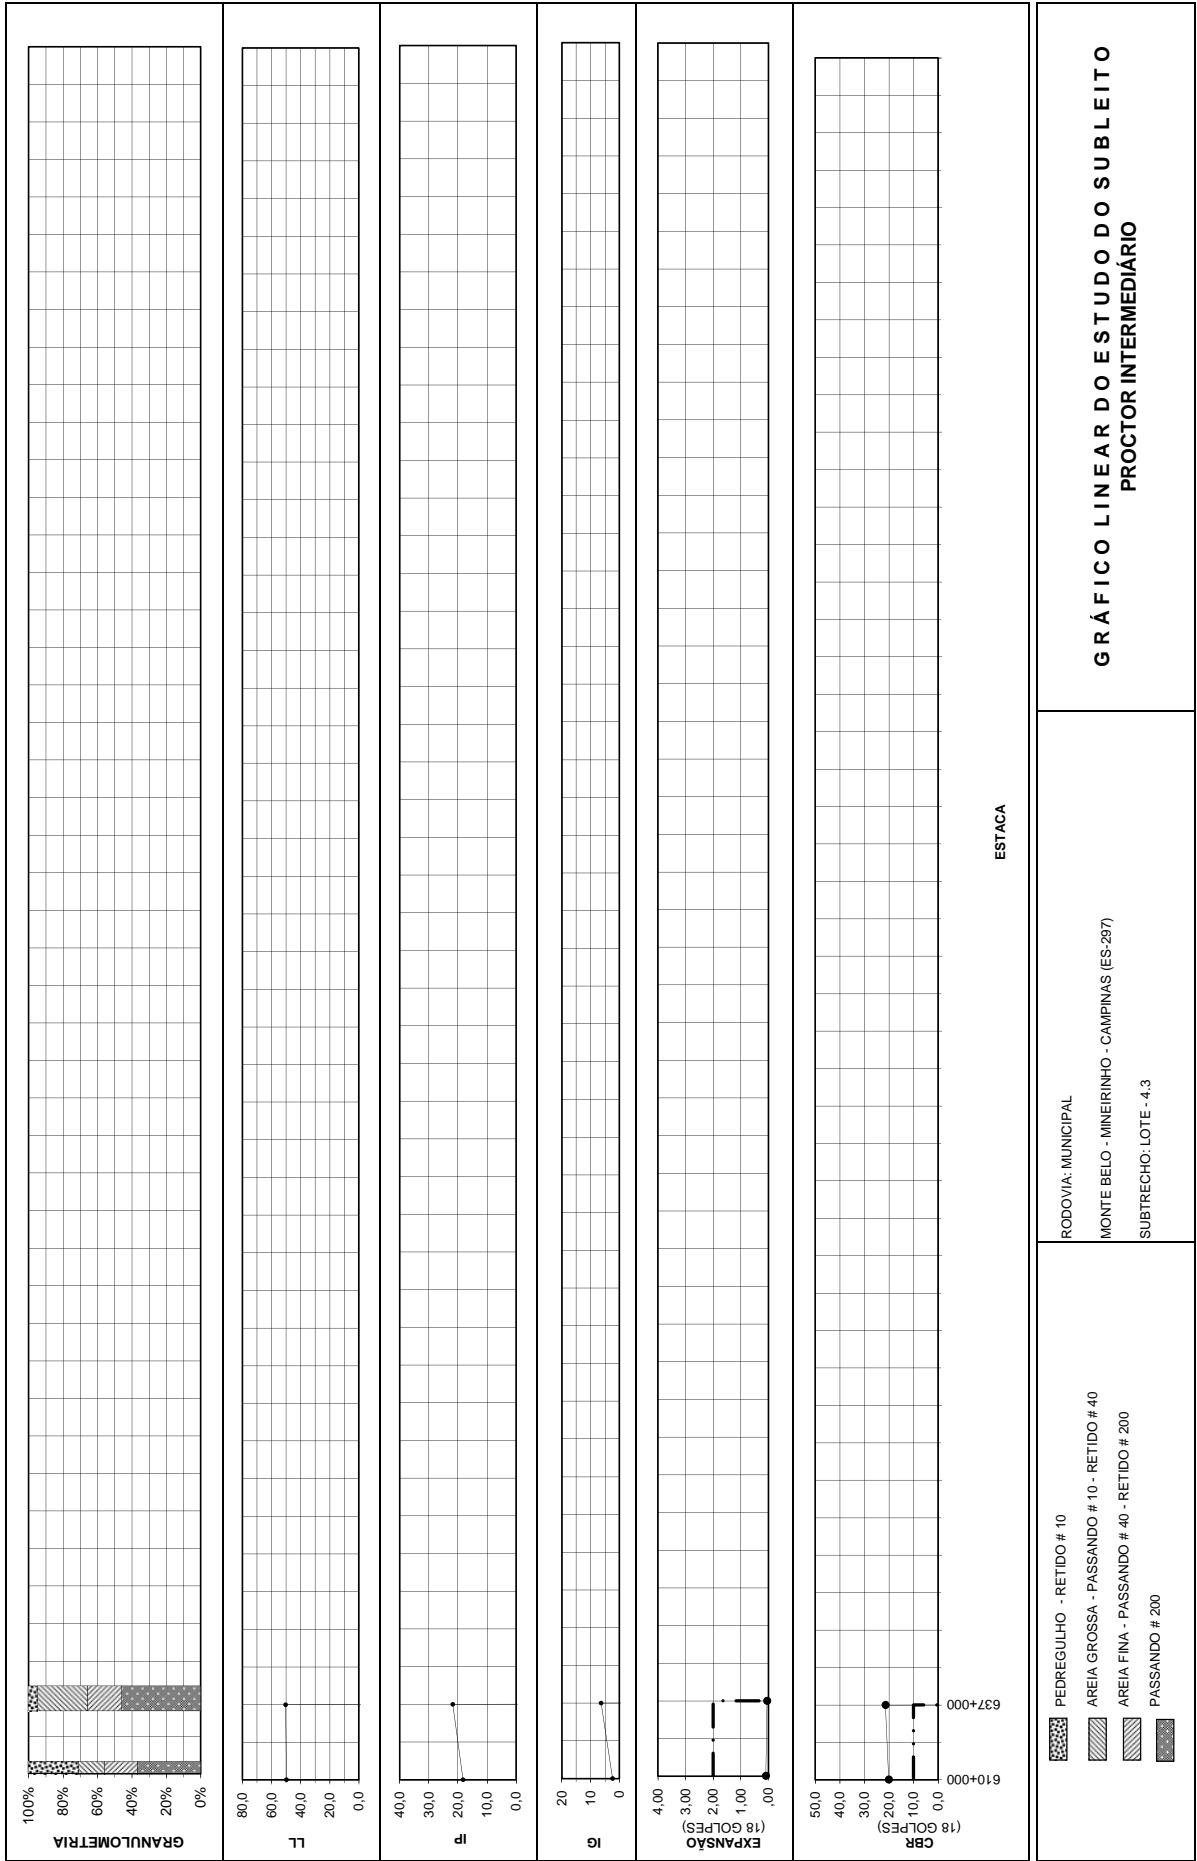 GRANULOMETRIA
100%
80%
60%
40%
20%
0%
LL
80,0
60,0
40,0
20,0
0,0
IP
40,0
30,0
20,0
10,0
0,0
IG
20
10
0
EXPANSÃO
(18 GOLPES)
4,00
3,00
2,00
1,00
,00
CBR
(18 GOLPES)
50,0
40,0
30,0
20,0
10,0
0,0
610+000
637+000
ESTACA
PEDREGULHO - RETIDO # 10
AREIA GROSSA - PASSANDO # 10 - RETIDO # 40
AREIA FINA - PASSANDO # 40 - RETIDO # 200
PASSANDO # 200
RODOVIA: MUNICIPAL
MONTE BELO - MINEIRINHO - CAMPINAS (ES-297)
SUBTRECHO: LOTE - 4.3
GRÁFICO LINEAR DO ESTUDO DO SUBLEITO
PROCTOR INTERMEDIÁRIO